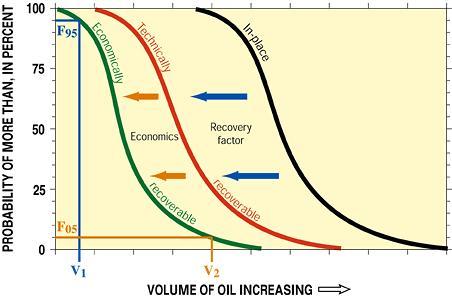 PROBABILITY OF MORE THAN, IN PERCENT
100
75
50
25
0
F95
F05
Economically
recoverable
Technically
recoverable
In-place
Economics
Recovery
factor
V1
V2
VOLUME OF OIL INCREASING